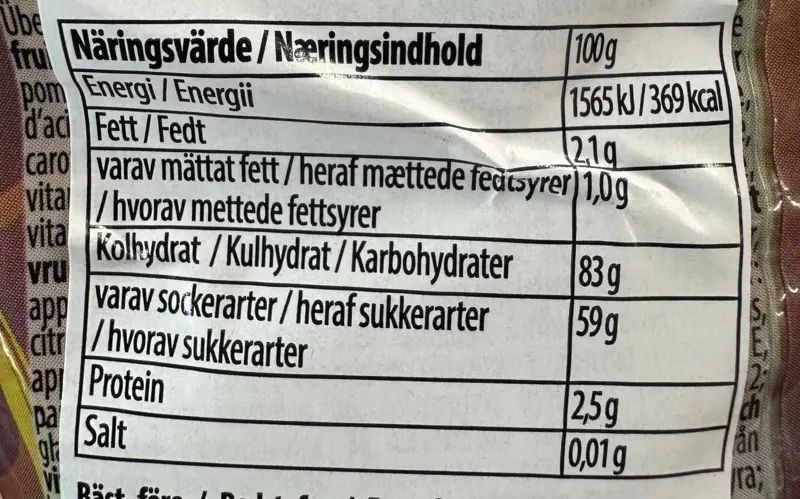 Näringsvärde / Næringsindhold 100g
Energi / Energii 1565 kJ / 369 kcal
Fett / Fedt 2,1g
varav mättat fett / heraf mættede fedtsyrer 1,0g
/ hvorav mettede fettsyrer
Kolhydrat / Kulhydrat / Karbohydrater 83g
varav sockerarter / heraf sukkerarter 59g
/ hvorav sukkerarter
Protein 2,5g
Salt 0,01g
Bäst före /